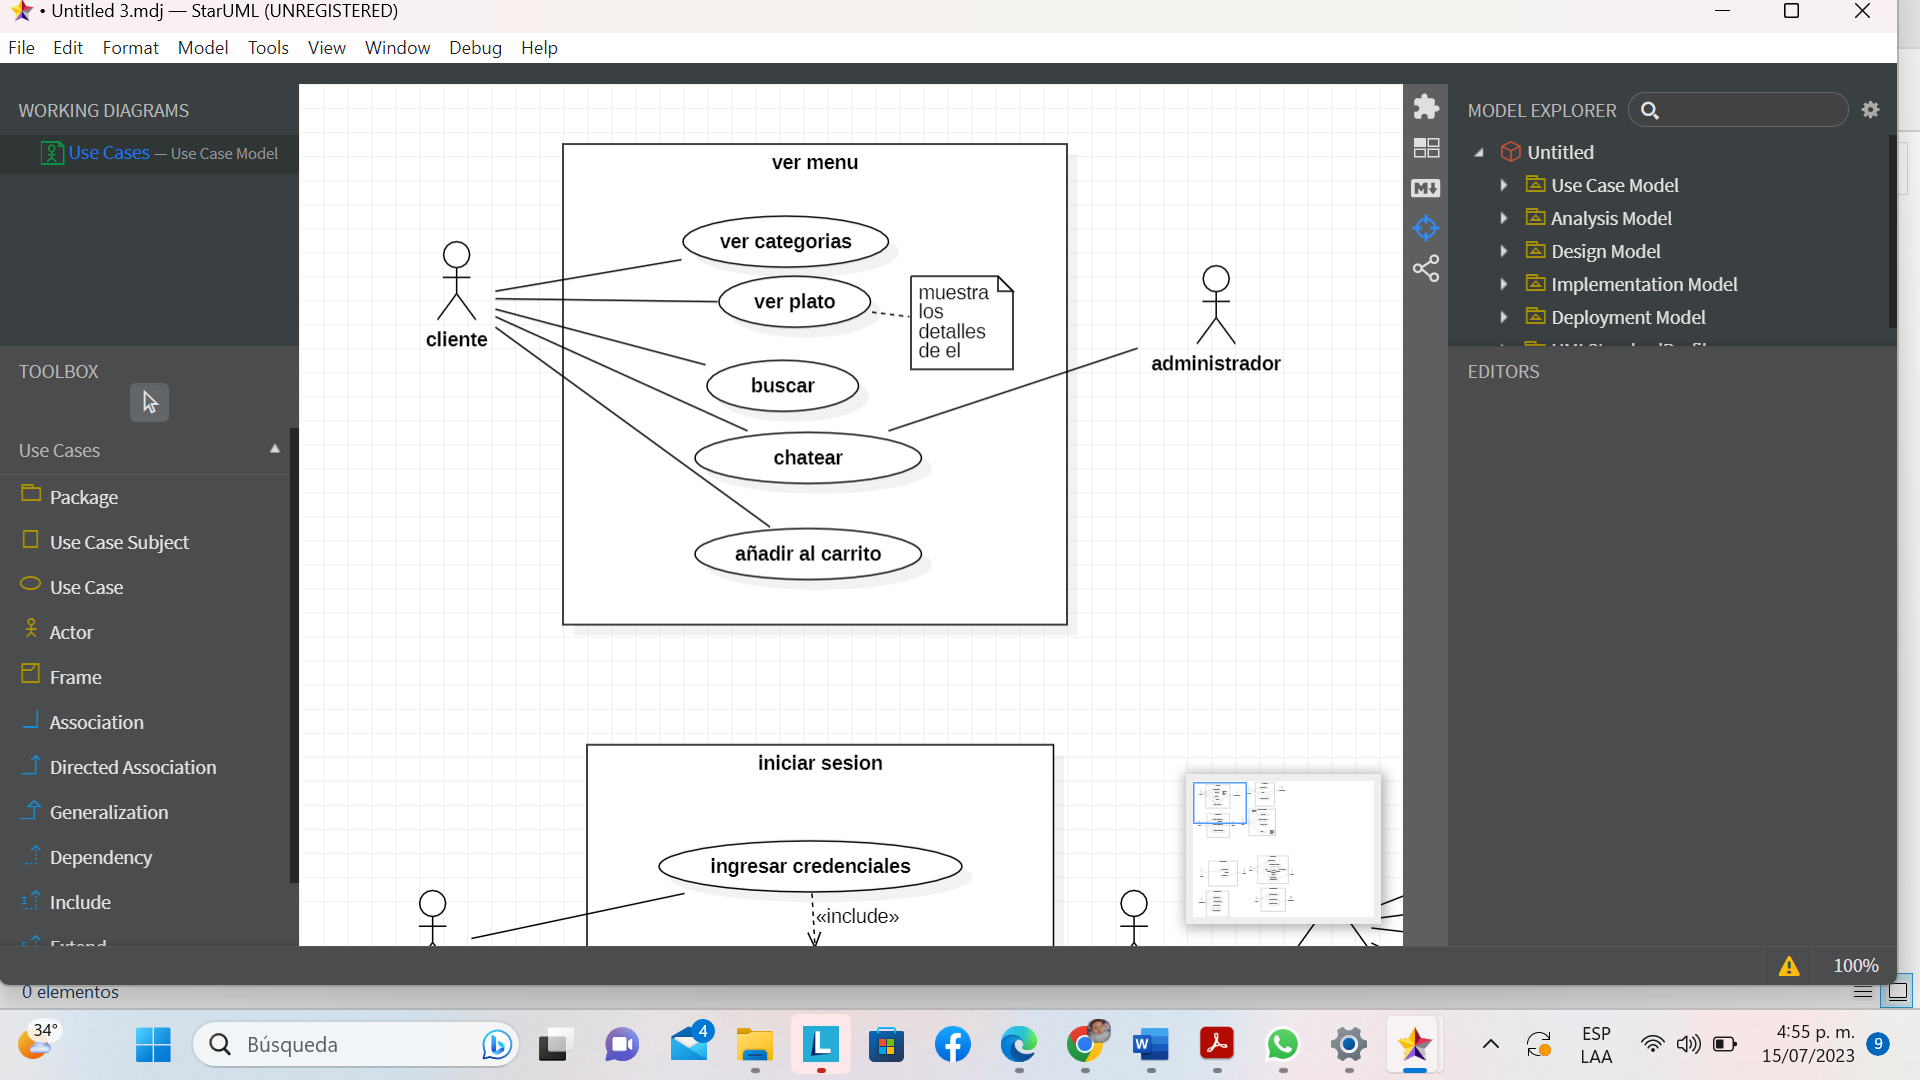 • Untitled 3.mdj — StarUML (UNREGISTERED)
File Edit Format Model Tools View Window Debug Help
WORKING DIAGRAMS
Use Cases — Use Case Model
TOOLBOX
Use Cases
Package
Use Case Subject
Use Case
Actor
Frame
Association
Directed Association
Generalization
Dependency
Include
Extend
ver menu
ver categorias
ver plato
muestra
los
detalles
de el
buscar
chatear
añadir al carrito
cliente
administrador
iniciar sesion
ingresar credenciales
«include»
MODEL EXPLORER
Untitled
Use Case Model
Analysis Model
Design Model
Implementation Model
Deployment Model
EDITORS
100%
0 elementos
34°
Búsqueda
4
ESP
LAA
4:55 p. m.
15/07/2023
9